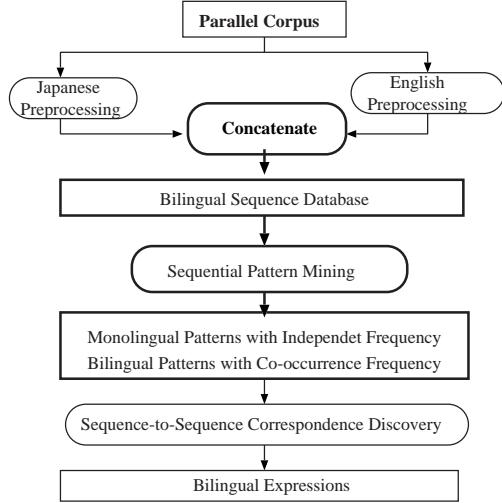 Parallel Corpus
Japanese
Preprocessing
English
Preprocessing
Concatenate
Bilingual Sequence Database
Sequential Pattern Mining
Monolingual Patterns with Independet Frequency
Bilingual Patterns with Co-occurrence Frequency
Sequence-to-Sequence Correspondence Discovery
Bilingual Expressions